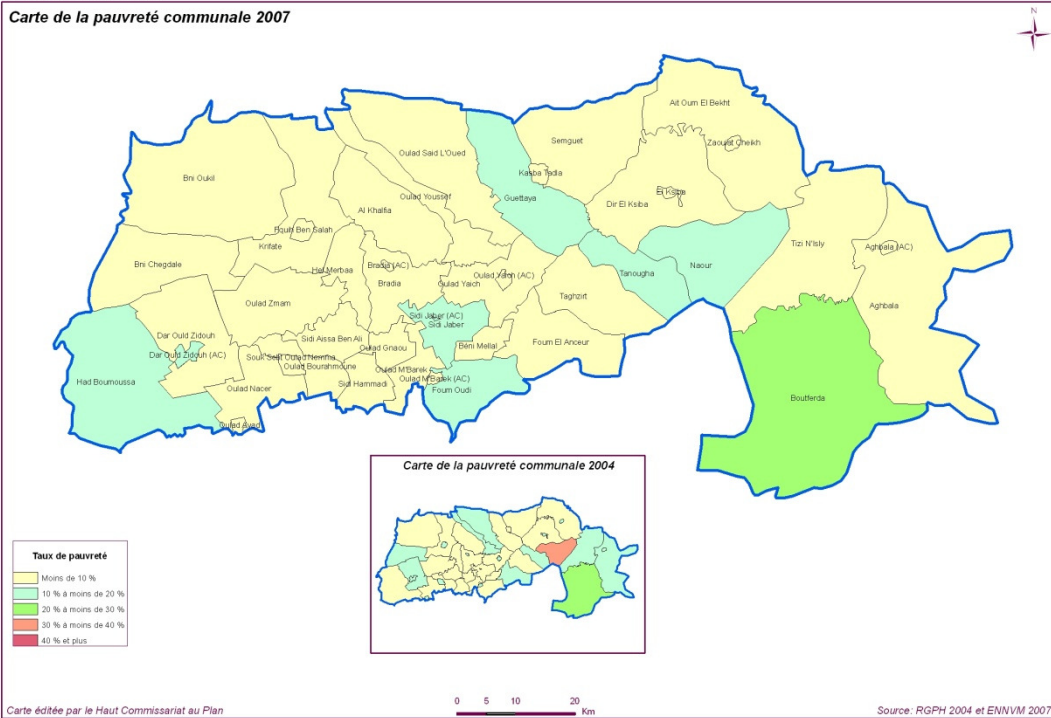 Carte de la pauvreté communale 2007
N
Ait Oum El Bekht
Semguet
Zaouiat Cheikh
Oulad Said L'Oued
Kasba Tadla
Bni Oukil
El Ksiba
Guettaya
Oulad Youssef
Dir El Ksiba
Al Khalfia
Fquih Ben Salah
Tizi N'Isly
Krifate
Aghbala (AC)
Bni Chegdale
Bradia (AC)
Hel Merbaa
Naour
Tanougha
Oulad Yaich (AC)
Bradia
Oulad Yaich
Taghzirt
Oulad Zmam
Aghbala
Sidi Jaber (AC)
Sidi Jaber
Dar Ould Zidouh
Sidi Aissa Ben Ali
Foum El Anceur
Oulad Gnaou
Béni Mellal
Dar Ould Zidouh (AC)
Souk Sebt Oulad Nemma
Oulad Bourahmoune
Oulad M'Barek
Had Boumoussa
Oulad M'Barek (AC)
Oulad Nacer
Sidi Hammadi
Foum Oudi
Boutferda
Oulad Ayad
Carte de la pauvreté communale 2004
Taux de pauvreté
Moins de 10 %
10 % à moins de 20 %
20 % à moins de 30 %
30 % à moins de 40 %
40 % et plus
0 5 10 20
Km
Carte éditée par le Haut Commissariat au Plan
Source: RGPH 2004 et ENNVM 2007